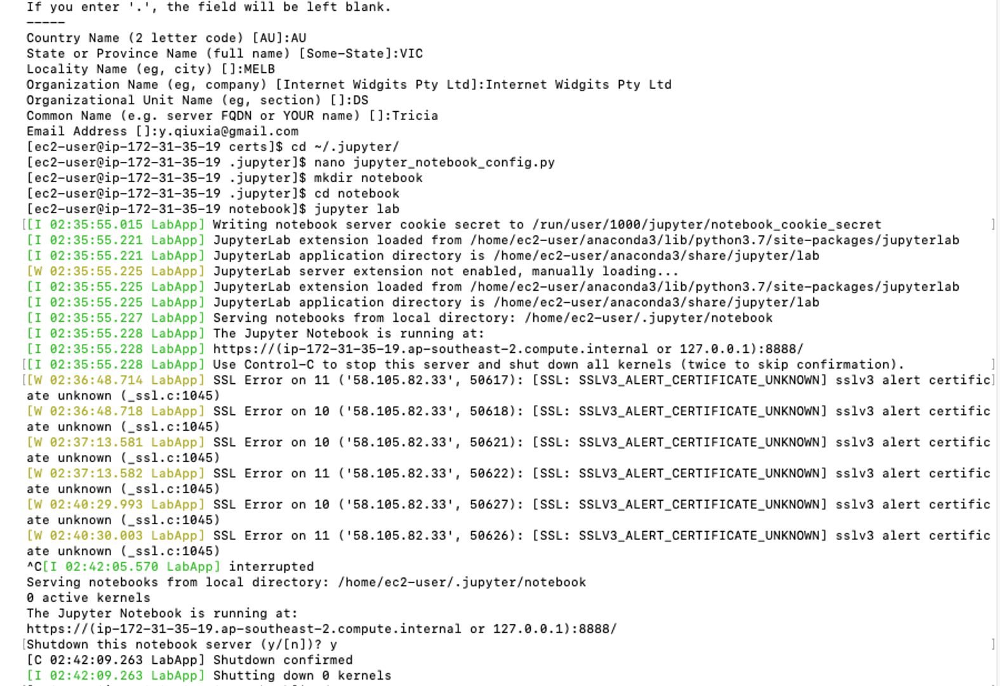 If you enter '.', the field will be left blank.
-----
Country Name (2 letter code) [AU]:AU
State or Province Name (full name) [Some-State]:VIC
Locality Name (eg, city) []:MELB
Organization Name (eg, company) [Internet Widgits Pty Ltd]:Internet Widgits Pty Ltd
Organizational Unit Name (eg, section) []:DS
Common Name (e.g. server FQDN or YOUR name) []:Tricia
Email Address []:y.qiuxia@gmail.com
[ec2-user@ip-172-31-35-19 certs]$ cd ~/.jupyter/
[ec2-user@ip-172-31-35-19 .jupyter]$ nano jupyter_notebook_config.py
[ec2-user@ip-172-31-35-19 .jupyter]$ mkdir notebook
[ec2-user@ip-172-31-35-19 .jupyter]$ cd notebook
[ec2-user@ip-172-31-35-19 notebook]$ jupyter lab
[[I 02:35:55.015 LabApp] Writing notebook server cookie secret to /run/user/1000/jupyter/notebook_cookie_secret ]
[I 02:35:55.221 LabApp] JupyterLab extension loaded from /home/ec2-user/anaconda3/lib/python3.7/site-packages/jupyterlab
[I 02:35:55.221 LabApp] JupyterLab application directory is /home/ec2-user/anaconda3/share/jupyter/lab
[W 02:35:55.225 LabApp] JupyterLab server extension not enabled, manually loading...
[I 02:35:55.225 LabApp] JupyterLab extension loaded from /home/ec2-user/anaconda3/lib/python3.7/site-packages/jupyterlab
[I 02:35:55.225 LabApp] JupyterLab application directory is /home/ec2-user/anaconda3/share/jupyter/lab
[I 02:35:55.227 LabApp] Serving notebooks from local directory: /home/ec2-user/.jupyter/notebook
[I 02:35:55.228 LabApp] The Jupyter Notebook is running at:
[I 02:35:55.228 LabApp] https://(ip-172-31-35-19.ap-southeast-2.compute.internal or 127.0.0.1):8888/
[[I 02:35:55.228 LabApp] Use Control-C to stop this server and shut down all kernels (twice to skip confirmation). ]
[[W 02:36:48.714 LabApp] SSL Error on 11 ('58.105.82.33', 50617): [SSL: SSLV3_ALERT_CERTIFICATE_UNKNOWN] sslv3 alert certific]
ate unknown (_ssl.c:1045)
[W 02:36:48.718 LabApp] SSL Error on 10 ('58.105.82.33', 50618): [SSL: SSLV3_ALERT_CERTIFICATE_UNKNOWN] sslv3 alert certific
ate unknown (_ssl.c:1045)
[W 02:37:13.581 LabApp] SSL Error on 10 ('58.105.82.33', 50621): [SSL: SSLV3_ALERT_CERTIFICATE_UNKNOWN] sslv3 alert certific
ate unknown (_ssl.c:1045)
[W 02:37:13.582 LabApp] SSL Error on 11 ('58.105.82.33', 50622): [SSL: SSLV3_ALERT_CERTIFICATE_UNKNOWN] sslv3 alert certific
ate unknown (_ssl.c:1045)
[W 02:40:29.993 LabApp] SSL Error on 10 ('58.105.82.33', 50627): [SSL: SSLV3_ALERT_CERTIFICATE_UNKNOWN] sslv3 alert certific
ate unknown (_ssl.c:1045)
[W 02:40:30.003 LabApp] SSL Error on 11 ('58.105.82.33', 50626): [SSL: SSLV3_ALERT_CERTIFICATE_UNKNOWN] sslv3 alert certific
ate unknown (_ssl.c:1045)
^C[I 02:42:05.570 LabApp] interrupted
Serving notebooks from local directory: /home/ec2-user/.jupyter/notebook
0 active kernels
The Jupyter Notebook is running at:
https://(ip-172-31-35-19.ap-southeast-2.compute.internal or 127.0.0.1):8888/
[Shutdown this notebook server (y/[n])? y ]
[C 02:42:09.263 LabApp] Shutdown confirmed
[I 02:42:09.263 LabApp] Shutting down 0 kernels